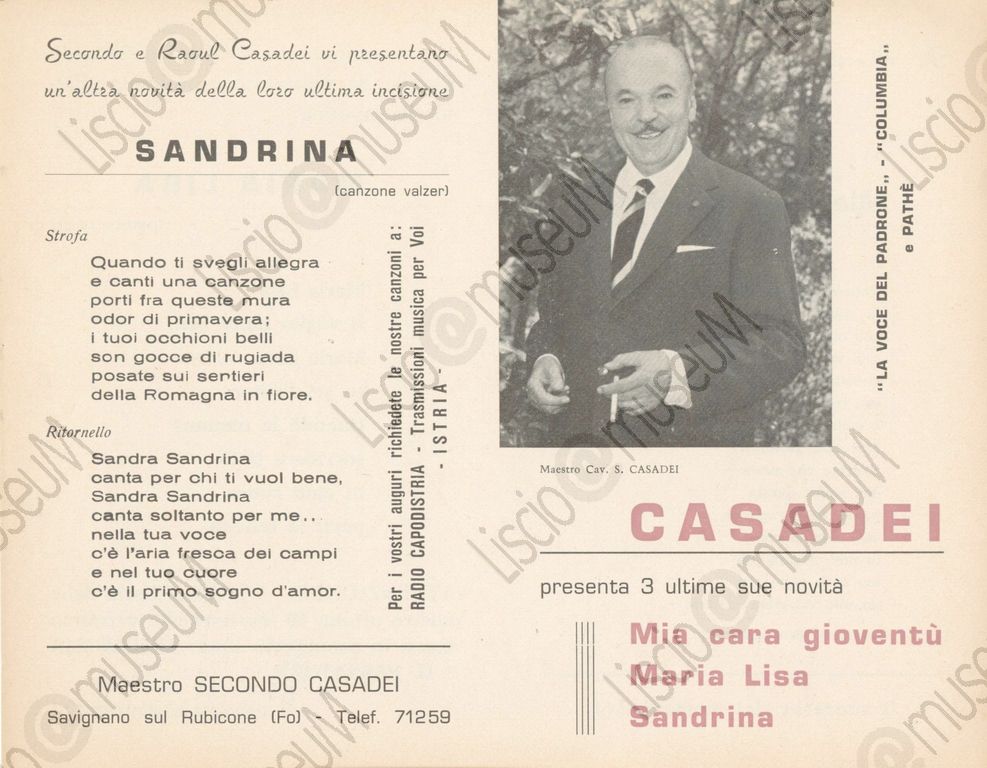 Secondo e Raoul Casadei vi presentano
un'altra novità della loro ultima incisione
SANDRINA
(canzone valzer)
Strofa
Quando ti svegli allegra
e canti una canzone
porti fra queste mura
odor di primavera;
i tuoi occhioni belli
son gocce di rugiada
posate sui sentieri
della Romagna in fiore.
Ritornello
Sandra Sandrina
canta per chi ti vuol bene,
Sandra Sandrina
canta soltanto per me..
nella tua voce
c'è l'aria fresca dei campi
e nel tuo cuore
c'è il primo sogno d'amor.
Per i vostri auguri richiedete le nostre canzoni a:
RADIO CAPODISTRIA - Trasmissioni musica per Voi
- ISTRIA -
Maestro SECONDO CASADEI
Savignano sul Rubicone (Fo) - Telef. 71259
"LA VOCE DEL PADRONE„ - "COLUMBIA„
e PATHÈ
Maestro Cav. S. CASADEI
CASADEI
presenta 3 ultime sue novità
Mia cara gioventù
Maria Lisa
Sandrina
Liscio@museuM